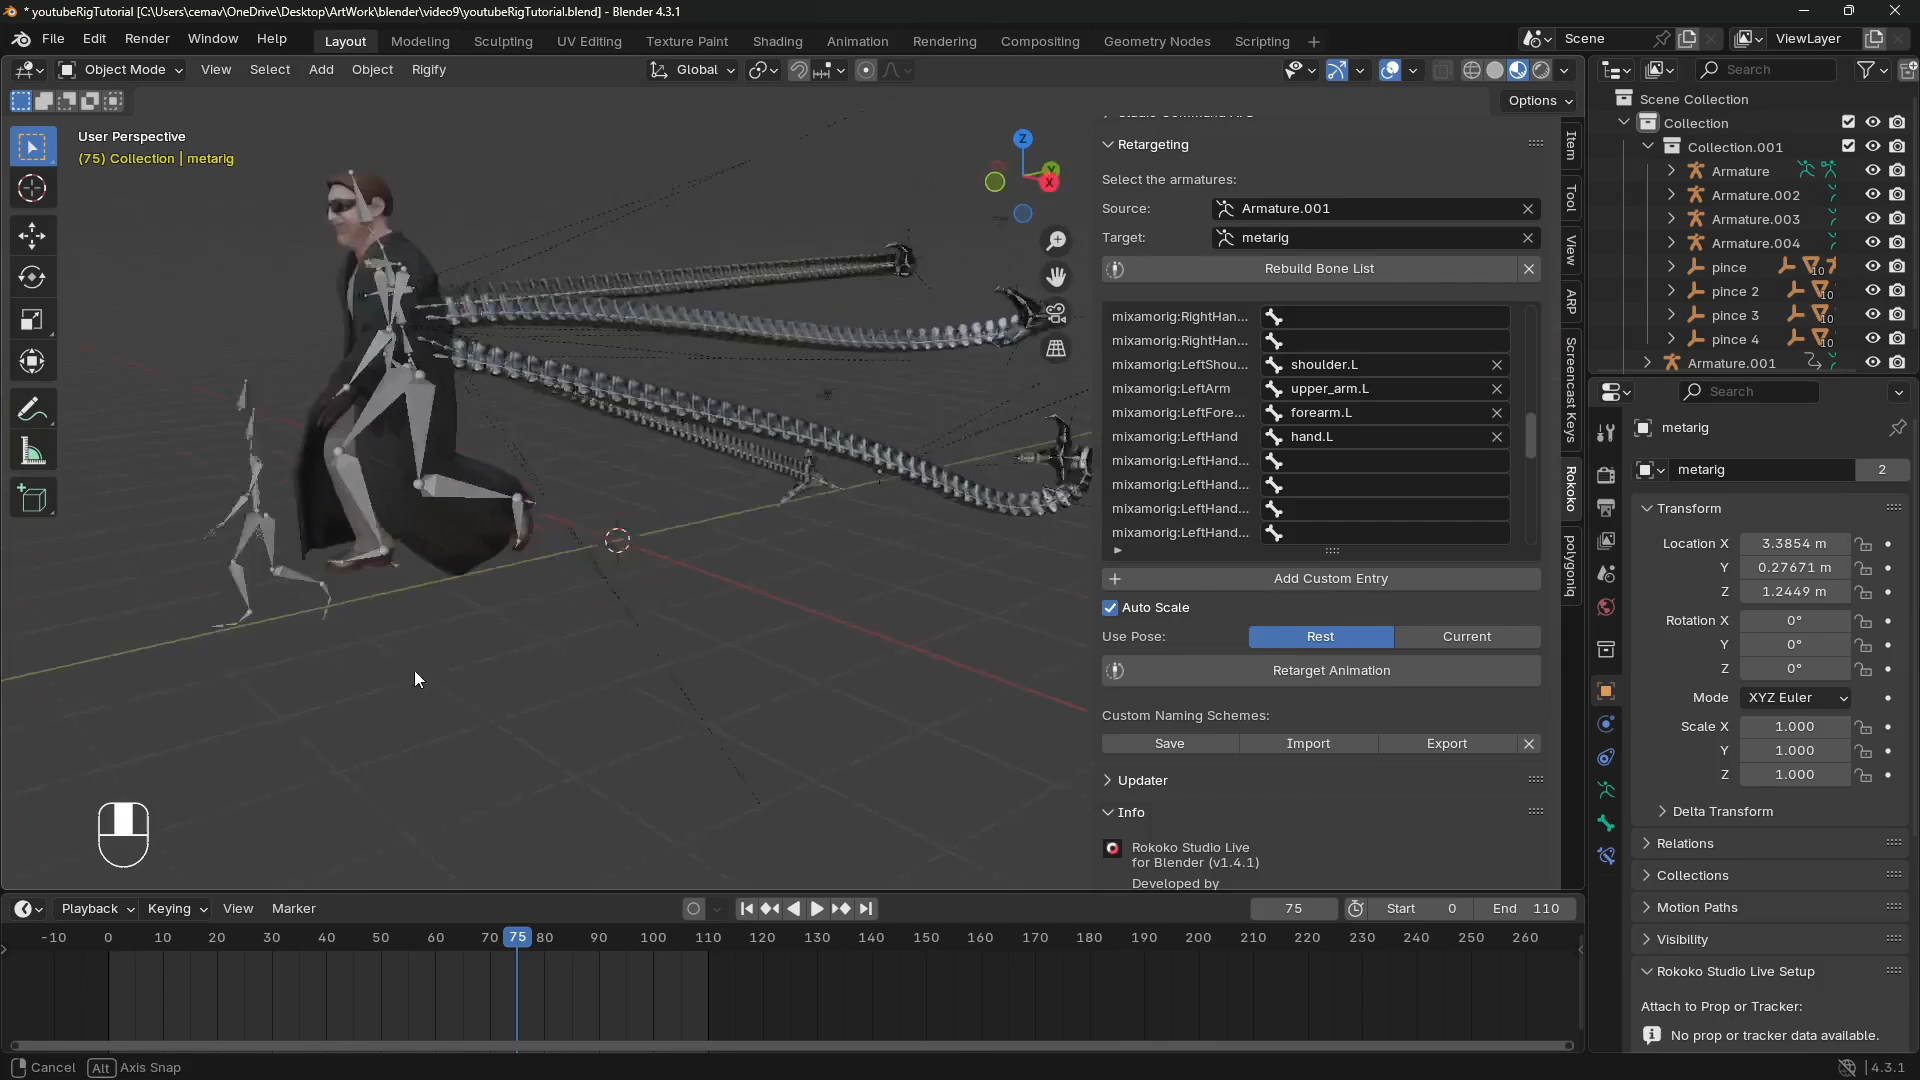 * youtubeRigTutorial [C:\Users\cemav\OneDrive\Desktop\ArtWork\blender\video9\youtubeRigTutorial.blend] - Blender 4.3.1
File Edit Render Window Help Layout Modeling Sculpting UV Editing Texture Paint Shading Animation Rendering Compositing Geometry Nodes Scripting + Scene ViewLayer
Object Mode View Select Add Object Rigify Global Search
Options
User Perspective
(75) Collection | metarig
Z
Y
X
Retargeting
Select the armatures:
Source: Armature.001
Target: metarig
Rebuild Bone List
mixamorig:RightHan...
mixamorig:RightHan...
mixamorig:LeftShou... shoulder.L
mixamorig:LeftArm upper_arm.L
mixamorig:LeftFore... forearm.L
mixamorig:LeftHand hand.L
mixamorig:LeftHand...
mixamorig:LeftHand...
mixamorig:LeftHand...
mixamorig:LeftHand...
Add Custom Entry
Auto Scale
Use Pose: Rest Current
Retarget Animation
Custom Naming Schemes:
Save Import Export
Updater
Info
Rokoko Studio Live
for Blender (v1.4.1)
Developed by
Item
Tool
View
ARP
Screencast Keys
Rokoko
polygoniq
Scene Collection
Collection
Collection.001
Armature
Armature.002
Armature.003
Armature.004
pince 10
pince 2 10
pince 3 10
pince 4 10
Armature.001
Search
metarig
metarig 2
Transform
Location X 3.3854 m
Y 0.27671 m
Z 1.2449 m
Rotation X 0°
Y 0°
Z 0°
Mode XYZ Euler
Scale X 1.000
Y 1.000
Z 1.000
Delta Transform
Relations
Collections
Motion Paths
Visibility
Rokoko Studio Live Setup
Attach to Prop or Tracker:
No prop or tracker data available.
Playback Keying View Marker 75 Start 0 End 110
-10 0 10 20 30 40 50 60 70 75 80 90 100 110 120 130 140 150 160 170 180 190 200 210 220 230 240 250 260
Cancel Alt Axis Snap 4.3.1